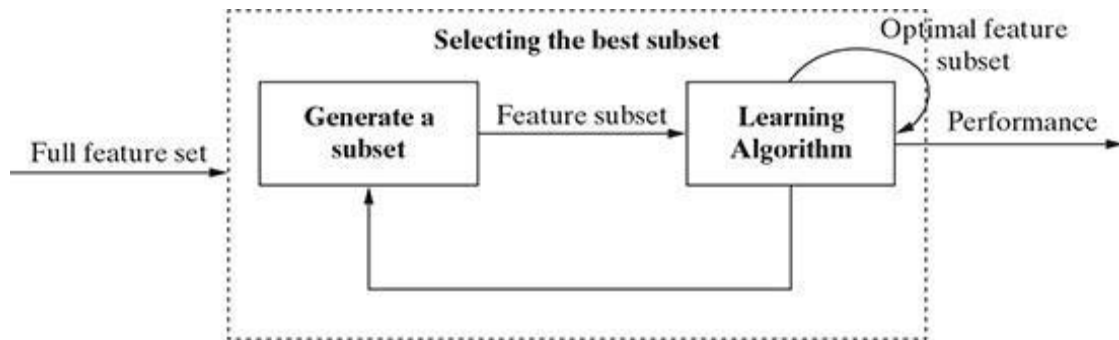 Selecting the best subset
Optimal feature
subset
Generate a
subset
Feature subset
Learning
Algorithm
Performance
Full feature set